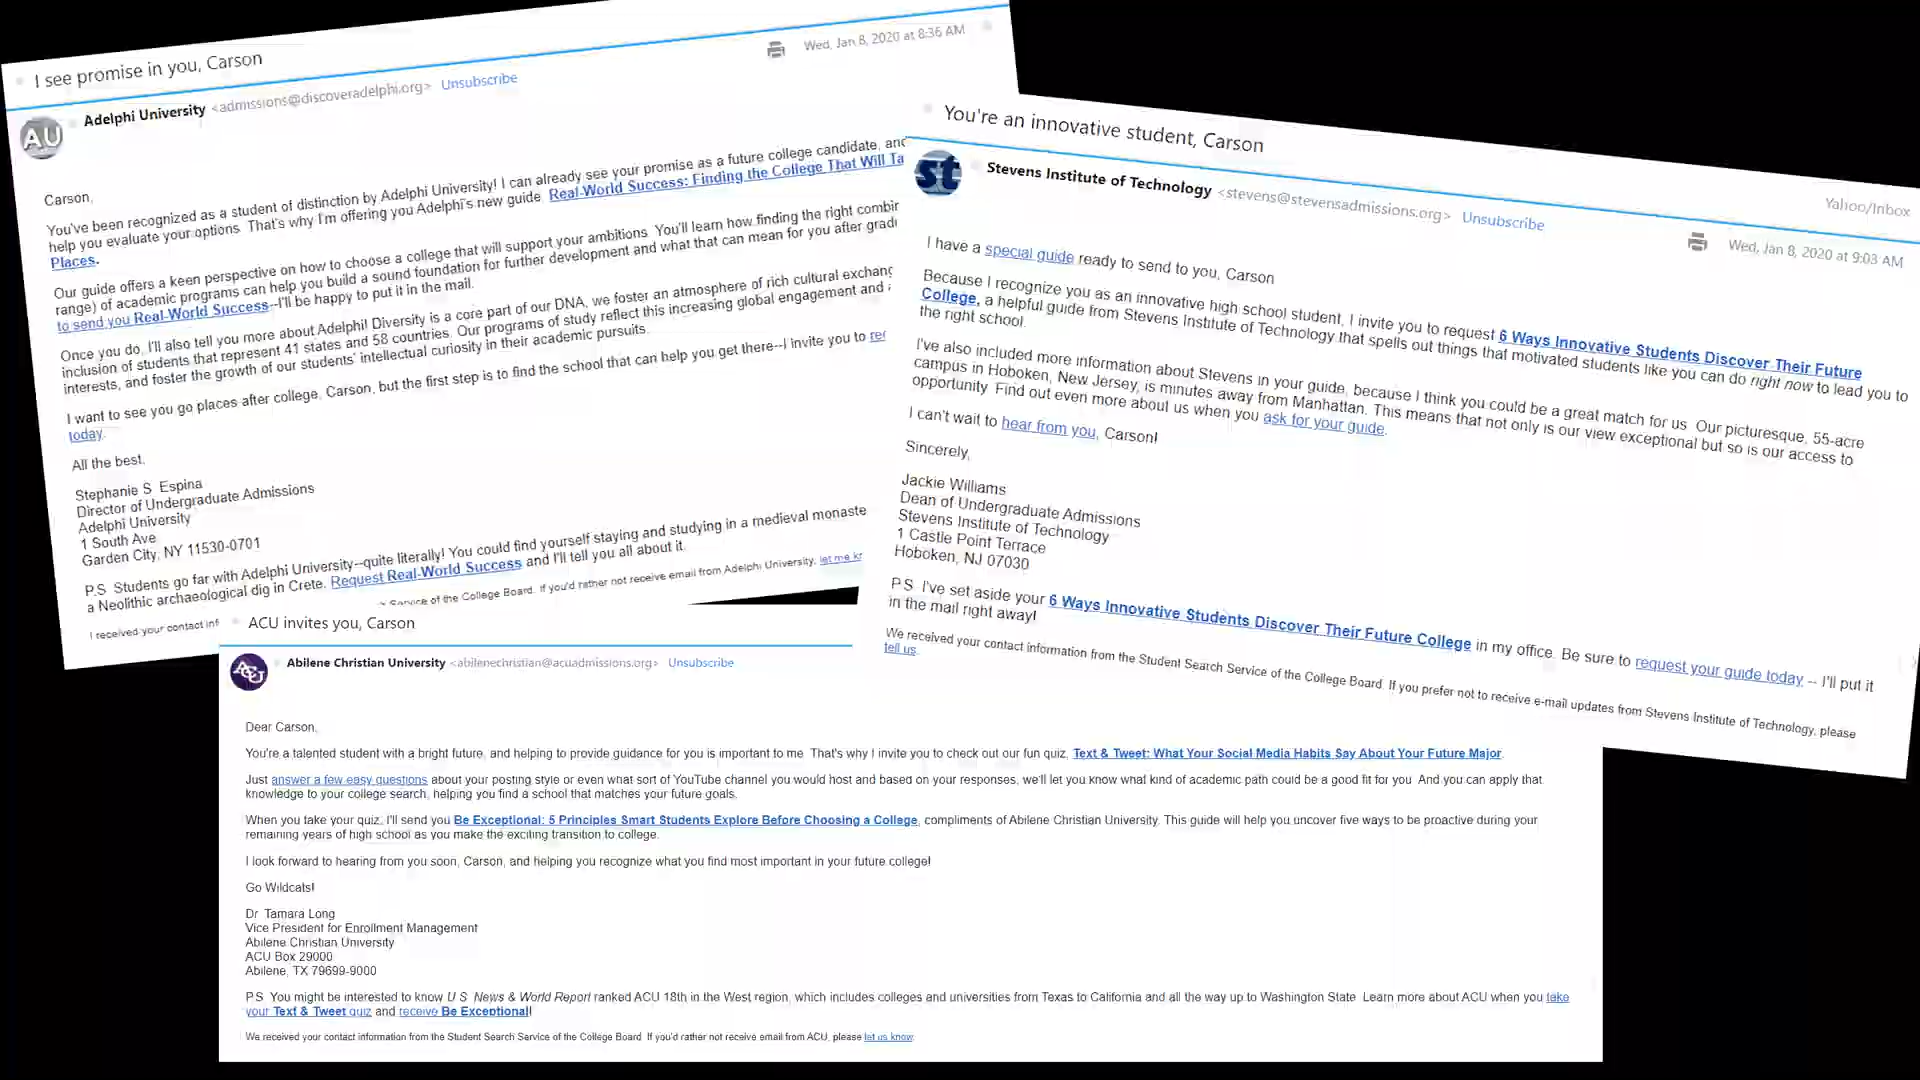 I see promise in you, Carson
Wed, Jan 8, 2020 at 8:36 AM
AU
Adelphi University <admissions@discoveradelphi.org> Unsubscribe
Carson,
You've been recognized as a student of distinction by Adelphi University! I can already see your promise as a future college candidate, and
help you evaluate your options. That's why I'm offering you Adelphi's new guide Real-World Success: Finding the College That Will Ta
Places.
Our guide offers a keen perspective on how to choose a college that will support your ambitions. You'll learn how finding the right combin
range) of academic programs can help you build a sound foundation for further development and what that can mean for you after gradu
to send you Real-World Success--I'll be happy to put it in the mail.
Once you do, I'll also tell you more about Adelphi! Diversity is a core part of our DNA, we foster an atmosphere of rich cultural exchang
inclusion of students that represent 41 states and 58 countries. Our programs of study reflect this increasing global engagement and
interests, and foster the growth of our students' intellectual curiosity in their academic pursuits.
I want to see you go places after college, Carson, but the first step is to find the school that can help you get there--I invite you to
today.
All the best,
Stephanie S Espina
Director of Undergraduate Admissions
Adelphi University
1 South Ave
Garden City, NY 11530-0701
P.S. Students go far with Adelphi University--quite literally! You could find yourself staying and studying in a medieval monaste
a Neolithic archaeological dig in Crete. Request Real-World Success and I'll tell you all about it.
I received your contact inf
Service of the College Board. If you'd rather not receive email from Adelphi University, let me kr
You're an innovative student, Carson
Yahoo/Inbox
st
Stevens Institute of Technology <stevens@stevensadmissions.org> Unsubscribe
Wed, Jan 8, 2020 at 9:03 AM
I have a special guide ready to send to you, Carson
Because I recognize you as an innovative high school student, I invite you to request 6 Ways Innovative Students Discover Their Future
College, a helpful guide from Stevens Institute of Technology that spells out things that motivated students like you can do right now to lead you to
the right school.
I've also included more information about Stevens in your guide, because I think you could be a great match for us. Our picturesque, 55-acre
campus in Hoboken, New Jersey, is minutes away from Manhattan. This means that not only is our view exceptional but so is our access to
opportunity. Find out even more about us when you ask for your guide.
I can't wait to hear from you, Carson!
Sincerely,
Jackie Williams
Dean of Undergraduate Admissions
Stevens Institute of Technology
1 Castle Point Terrace
Hoboken, NJ 07030
P.S. I've set aside your 6 Ways Innovative Students Discover Their Future College in my office. Be sure to request your guide today -- I'll put it
in the mail right away!
We received your contact information from the Student Search Service of the College Board. If you prefer not to receive e-mail updates from Stevens Institute of Technology, please
tell us.
ACU invites you, Carson
ACU
Abilene Christian University <abilenechristian@acuadmissions.org> Unsubscribe
Dear Carson,
You're a talented student with a bright future, and helping to provide guidance for you is important to me. That's why I invite you to check out our fun quiz, Text & Tweet: What Your Social Media Habits Say About Your Future Major.
Just answer a few easy questions about your posting style or even what sort of YouTube channel you would host and based on your responses, we'll let you know what kind of academic path could be a good fit for you. And you can apply that
knowledge to your college search, helping you find a school that matches your future goals.
When you take your quiz, I'll send you Be Exceptional: 5 Principles Smart Students Explore Before Choosing a College, compliments of Abilene Christian University. This guide will help you uncover five ways to be proactive during your
remaining years of high school as you make the exciting transition to college.
I look forward to hearing from you soon, Carson, and helping you recognize what you find most important in your future college!
Go Wildcats!
Dr. Tamara Long
Vice President for Enrollment Management
Abilene Christian University
ACU Box 29000
Abilene, TX 79699-9000
P.S. You might be interested to know U.S. News & World Report ranked ACU 18th in the West region, which includes colleges and universities from Texas to California and all the way up to Washington State. Learn more about ACU when you take
your Text & Tweet quiz and receive Be Exceptional!
We received your contact information from the Student Search Service of the College Board. If you'd rather not receive email from ACU, please let us know.